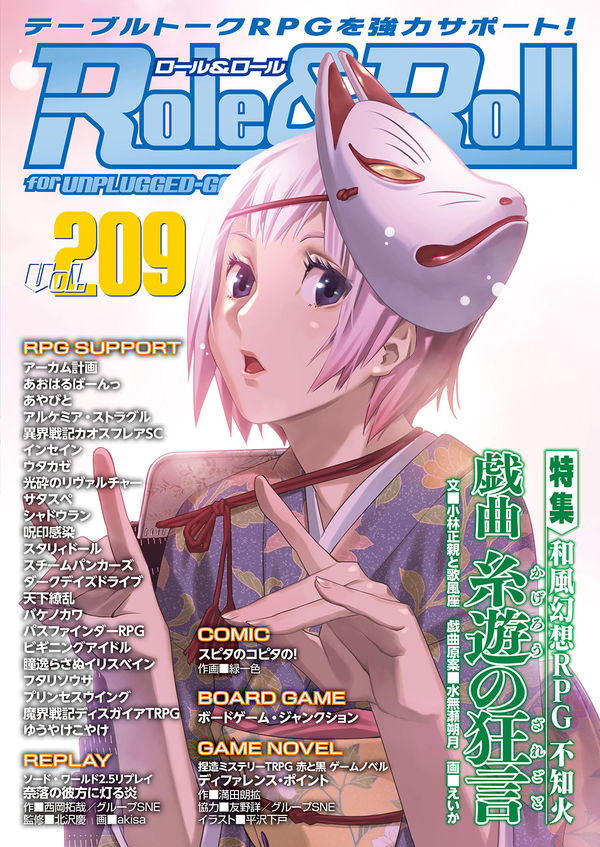 テーブルトークRPGを強力サポート!
ロール&ロール
Role&Roll
for UNPLUGGED-GA
Vol.209
RPG SUPPORT
アーカム計画
あおはるばーんっ
あやびと
アルケミア・ストラグル
異界戦記カオスフレアSC
インセイン
ウタカゼ
光砕のリヴァルチャー
サタスペ
シャドウラン
呪印感染
スタリィドール
スチームパンカーズ
ダークデイズドライブ
天下繚乱
バケノカワ
パスファインダーRPG
ビギニングアイドル
瞳逸らさぬイリスベイン
フタリソウサ
プリンセスウイング
魔界戦記ディスガイアTRPG
ゆうやけこやけ
REPLAY
ソード・ワールド2.5リプレイ
奈落の彼方に灯る炎
作■西岡拓哉/グループSNE
監修■北沢慶 画■akisa
COMIC
スピタのコピタの!
作画■緑一色
BOARD GAME
ボードゲーム・ジャンクション
GAME NOVEL
捏造ミステリーTRPG 赤と黒 ゲームノベル
ディファレンス・ポイント
作■満田朗拡
協力■友野詳/グループSNE
イラスト■平沢下戸
特集
和風幻想RPG 不知火
戯曲 糸遊の狂言
かげろう ざれごと
文■小林正親と歌風座 戯曲原案■水無瀬朔月 画■えいか